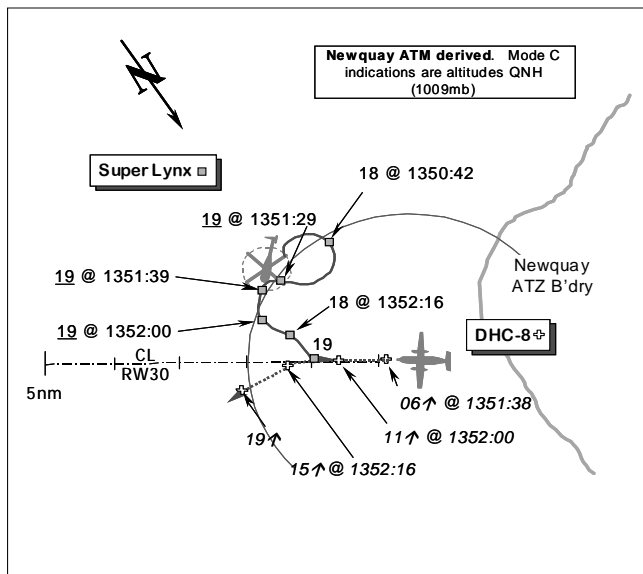 Newquay ATM derived. Mode C
indications are altitudes QNH
(1009mb)
N
Super Lynx
18 @ 1350:42
19 @ 1351:29
19 @ 1351:39
Newquay
ATZ B'dry
19 @ 1352:00
18 @ 1352:16
DHC-8
19
CL
RW30
5nm
06↑ @ 1351:38
11↑ @ 1352:00
19↑
15↑ @ 1352:16